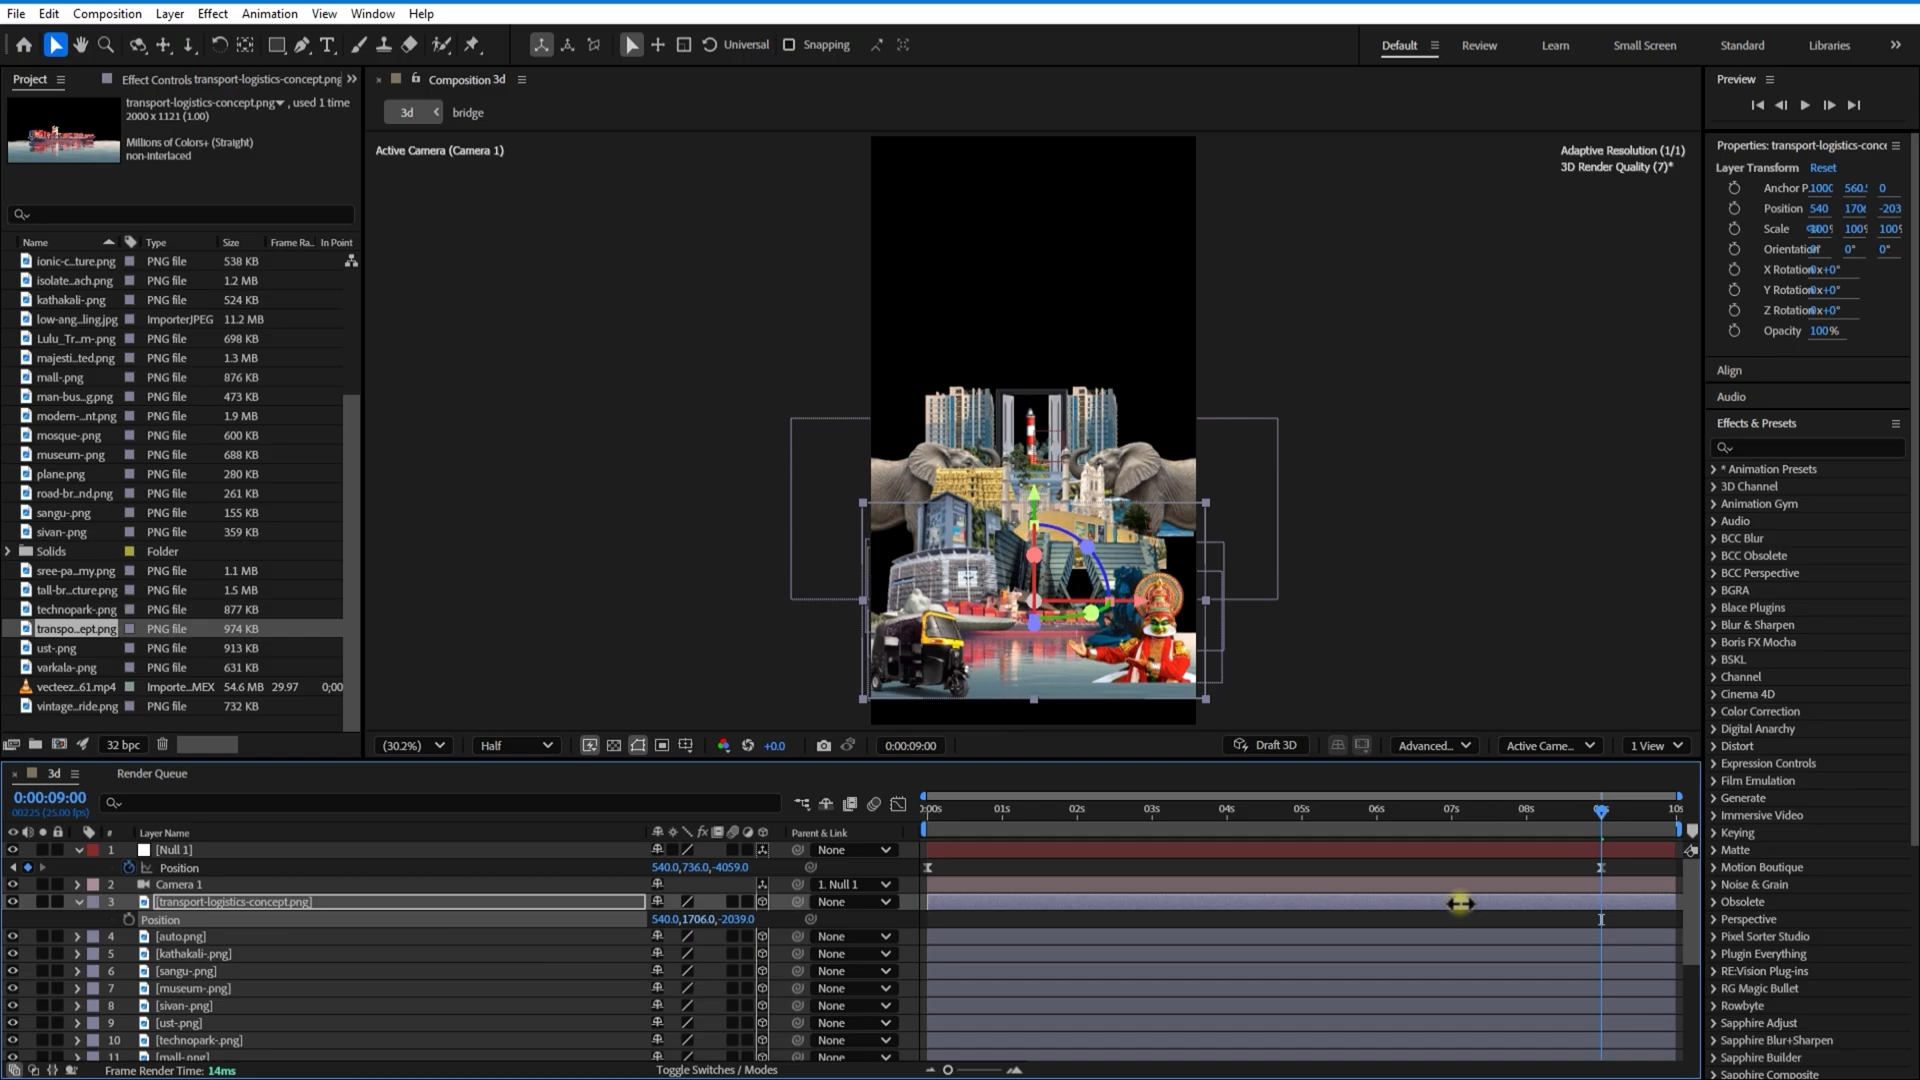 File Edit Composition Layer Effect Animation View Window Help
Universal Snapping Default Review Learn Small Screen Standard Libraries
Project Effect Controls transport-logistics-concept.png
transport-logistics-concept.png, used 1 time
2000 x 1121 (1.00)
Millions of Colors+ (Straight)
non-interlaced
Name Type Size Frame Ra.. In Point
ionic-c...ture.png PNG file 538 KB
isolate...ach.png PNG file 1.2 MB
kathakali-.png PNG file 524 KB
low-ang...ling.jpg ImporterJPEG 11.2 MB
Lulu_Tr...m-.png PNG file 698 KB
majesti...ted.png PNG file 1.3 MB
mall-.png PNG file 876 KB
man-bus...g.png PNG file 473 KB
modern-...nt.png PNG file 1.9 MB
mosque-.png PNG file 600 KB
museum-.png PNG file 688 KB
plane.png PNG file 280 KB
road-br...nd.png PNG file 261 KB
sangu-.png PNG file 155 KB
sivan-.png PNG file 359 KB
Solids Folder
sree-pa...my.png PNG file 1.1 MB
tall-br...cture.png PNG file 1.5 MB
technopark-.png PNG file 877 KB
transpo...ept.png PNG file 974 KB
ust-.png PNG file 913 KB
varkala-.png PNG file 631 KB
vecteez...61.mp4 Importe...MEX 54.6 MB 29.97 0;00
vintage...ride.png PNG file 732 KB
32 bpc
Composition 3d
3d bridge
Active Camera (Camera 1)
Adaptive Resolution (1/1)
3D Render Quality (7)*
(30.2%) Half +0.0 0:00:09:00 Draft 3D Advanced... Active Came... 1 View
Preview
Properties: transport-logistics-conce
Layer Transform Reset
Anchor P. 560. 0
Position 540 -203
Scale
Orientation 0° 0°
X Rotation x+0°
Y Rotation x+0°
Z Rotation x+0°
Opacity 100%
Align
Audio
Effects & Presets
* Animation Presets
3D Channel
Animation Gym
Audio
BCC Blur
BCC Obsolete
BCC Perspective
BGRA
Blace Plugins
Blur & Sharpen
Boris FX Mocha
BSKL
Channel
Cinema 4D
Color Correction
Digital Anarchy
Distort
Expression Controls
Film Emulation
Generate
Immersive Video
Keying
Matte
Motion Boutique
Noise & Grain
Obsolete
Perspective
Pixel Sorter Studio
Plugin Everything
RE:Vision Plug-ins
RG Magic Bullet
Rowbyte
Sapphire Adjust
Sapphire Blur+Sharpen
Sapphire Builder
Sapphire Composite
3d Render Queue
0:00:09:00
00225 (25.00 fps)
:00s 01s 02s 03s 04s 05s 06s 07s 08s 10s
# Layer Name fx Parent & Link
1 [Null 1] None
Position 540.0,736.0,-4059.0
2 Camera 1 1. Null 1
3 [transport-logistics-concept.png] None
Position 540.0,1706.0,-2039.0
4 [auto.png] None
5 [kathakali-.png] None
6 [sangu-.png] None
7 [museum-.png] None
8 [sivan-.png] None
9 [ust-.png] None
10 [technopark-.png] None
11 [mall-.png] None
Frame Render Time: 14ms Toggle Switches / Modes